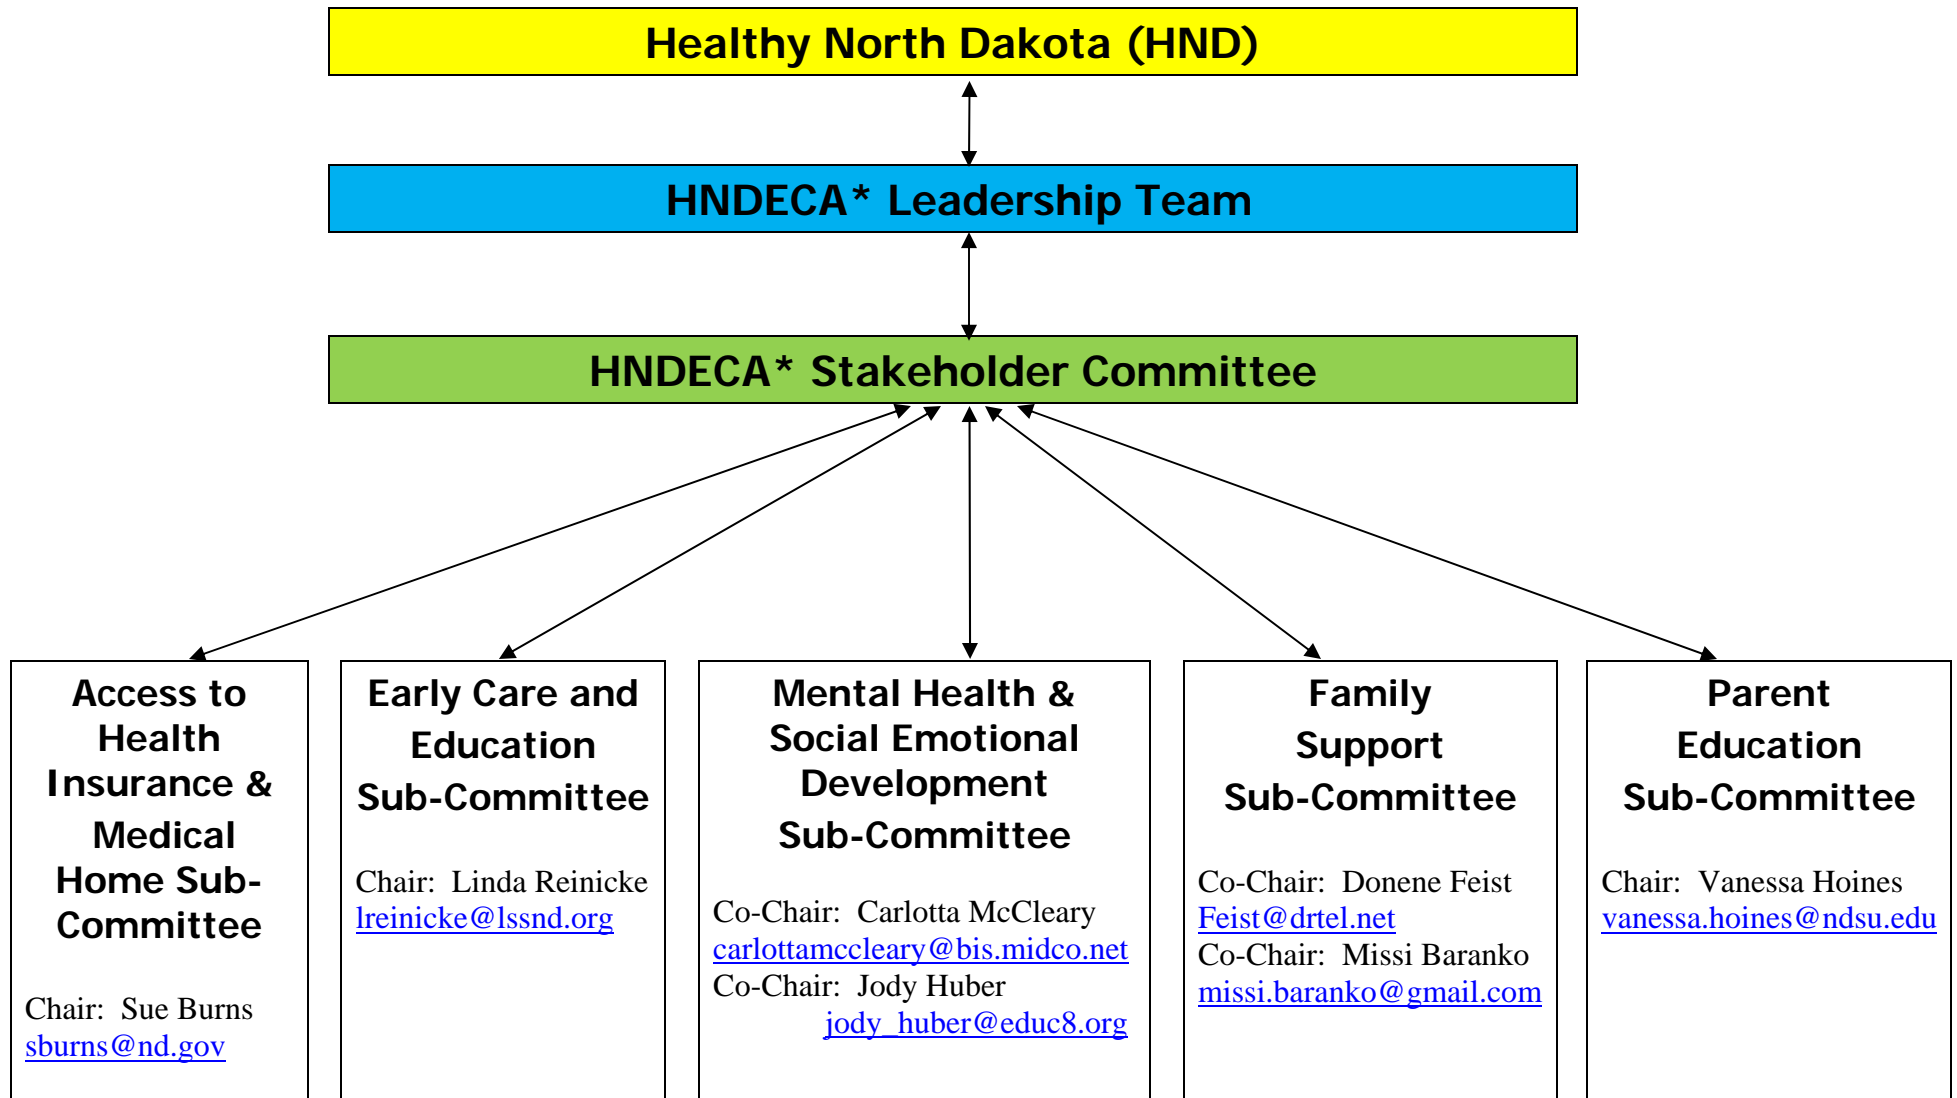 Healthy North Dakota (HND)
HNDECA* Leadership Team
HNDECA* Stakeholder Committee
Access to
Health
Insurance &
Medical
Home Sub-
Committee
Chair:  Sue Burns
sburns@nd.gov
Early Care and
Education
Sub-Committee
Chair:  Linda Reinicke
lreinicke@lssnd.org
Mental Health &
Social Emotional
Development
Sub-Committee
Co-Chair:  Carlotta McCleary
carlottamccleary@bis.midco.net
Co-Chair:  Jody Huber
jody_huber@educ8.org
Family
Support
Sub-Committee
Co-Chair:  Donene Feist
Feist@drtel.net
Co-Chair:  Missi Baranko
missi.baranko@gmail.com
Parent
Education
Sub-Committee
Chair:  Vanessa Hoines
vanessa.hoines@ndsu.edu